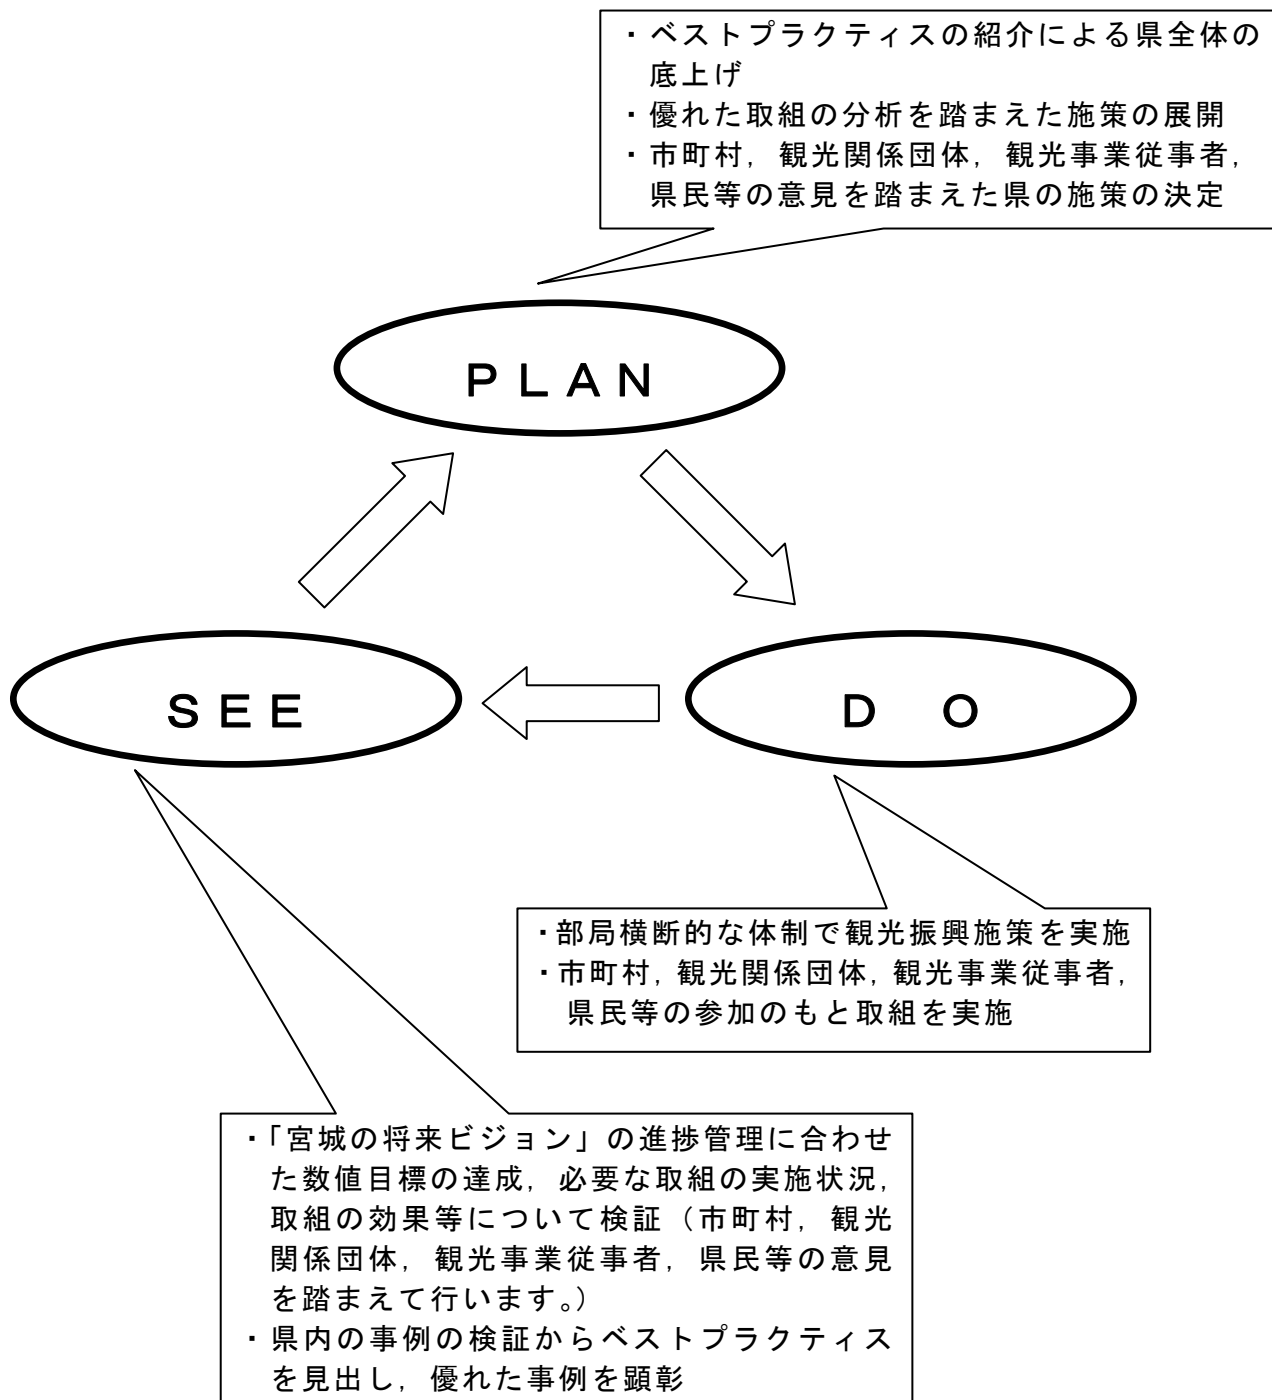 ・ベストプラクティスの紹介による県全体の
底上げ
・優れた取組の分析を踏まえた施策の展開
・市町村，観光関係団体，観光事業従事者，
県民等の意見を踏まえた県の施策の決定
ＰＬＡＮ
ＳＥＥ
Ｄ　Ｏ
・部局横断的な体制で観光振興施策を実施
・市町村，観光関係団体，観光事業従事者，
県民等の参加のもと取組を実施
・「宮城の将来ビジョン」の進捗管理に合わせ
た数値目標の達成，必要な取組の実施状況，
取組の効果等について検証（市町村，観光
関係団体，観光事業従事者，県民等の意見
を踏まえて行います。）
・県内の事例の検証からベストプラクティス
を見出し，優れた事例を顕彰